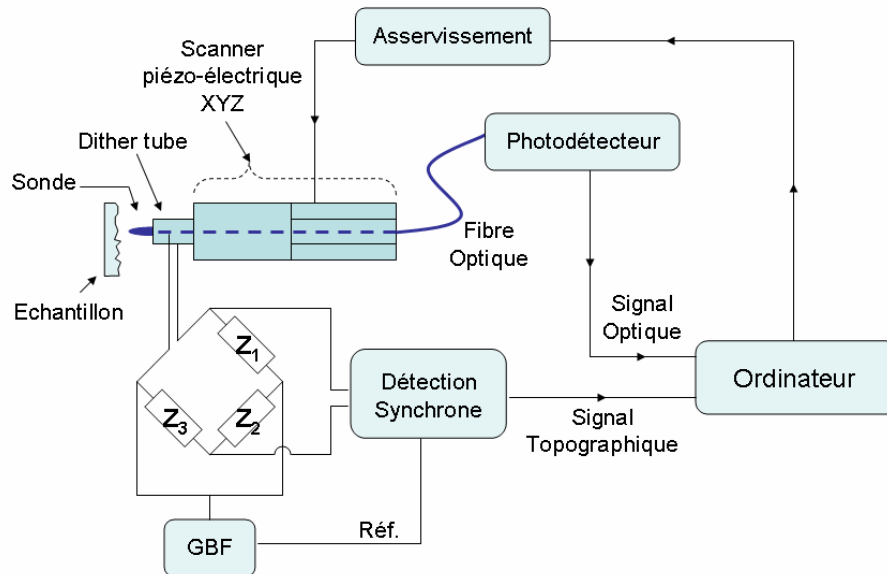 Asservissement
Scanner
piézo-électrique
XYZ
Photodétecteur
Dither tube
Sonde
Fibre
Optique
Echantillon
Signal
Optique
Z1
Z3
Z2
Détection
Synchrone
Ordinateur
Signal
Topographique
GBF
Réf.